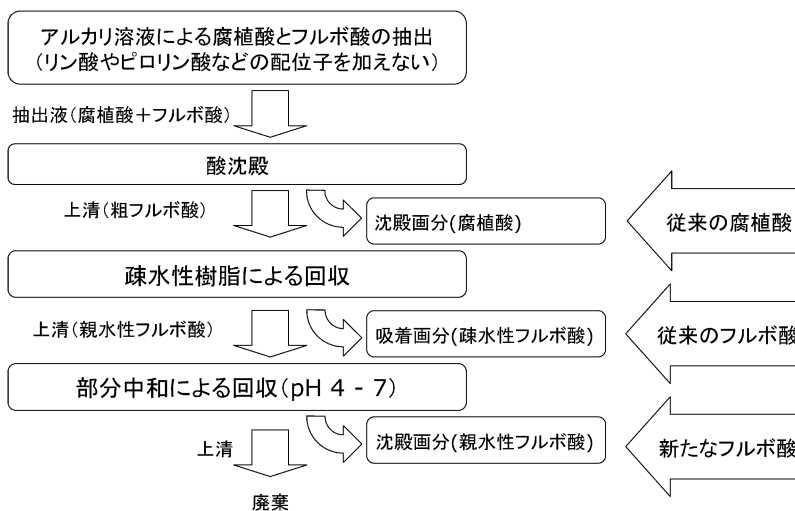 アルカリ溶液による腐植酸とフルボ酸の抽出
（リン酸やピロリン酸などの配位子を加えない）
抽出液（腐植酸＋フルボ酸）
酸沈殿
上清（粗フルボ酸）
沈殿画分(腐植酸)
従来の腐植酸
疎水性樹脂による回収
上清（親水性フルボ酸）
吸着画分(疎水性フルボ酸)
従来のフルボ酸
部分中和による回収（pH 4 - 7）
上清
沈殿画分(親水性フルボ酸)
新たなフルボ酸
廃棄